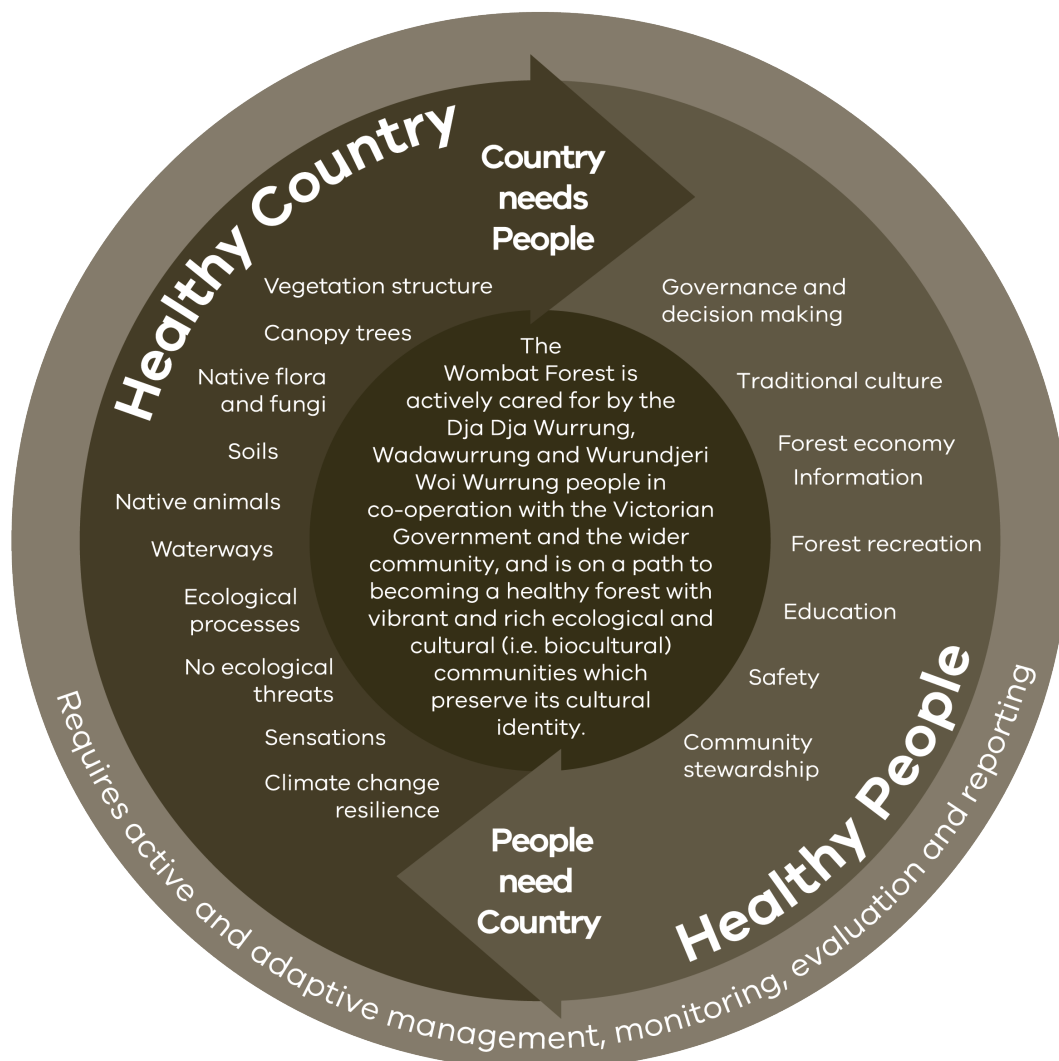 Healthy Country
Country
needs
People
Vegetation structure
Canopy trees
Native flora
and fungi
Soils
Native animals
Waterways
Ecological
processes
No ecological
threats
Sensations
Climate change
resilience
The
Wombat Forest is
actively cared for by the
Dja Dja Wurrung,
Wadawurrung and Wurundjeri
Woi Wurrung people in
co-operation with the Victorian
Government and the wider
community, and is on a path to
becoming a healthy forest with
vibrant and rich ecological and
cultural (i.e. biocultural)
communities which
preserve its cultural
identity.
Governance and
decision making
Traditional culture
Forest economy
Information
Forest recreation
Education
Safety
Community
stewardship
Healthy People
People
need
Country
Requires active and adaptive management, monitoring, evaluation and reporting